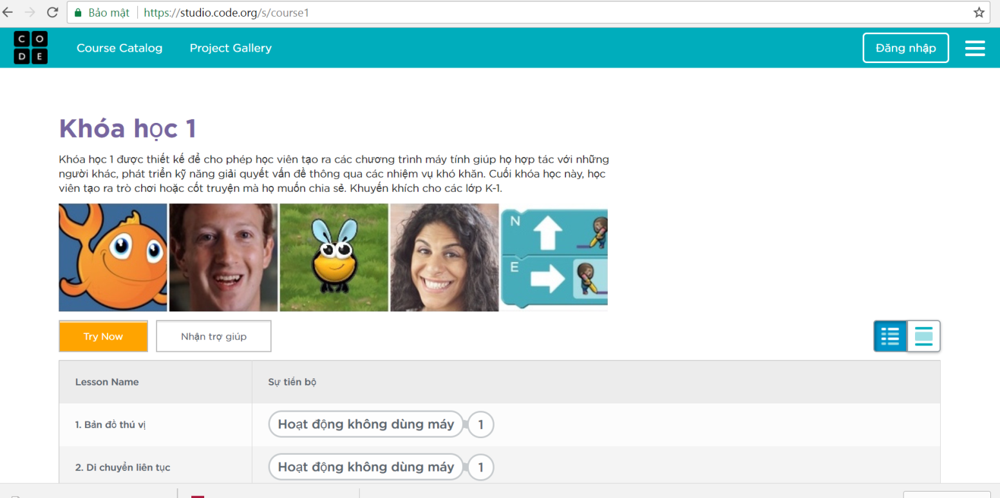 Bảo mật https://studio.code.org/s/course1
CODE Course Catalog Project Gallery Đăng nhập
Khóa học 1
Khóa học 1 được thiết kế để cho phép học viên tạo ra các chương trình máy tính giúp họ hợp tác với những
người khác, phát triển kỹ năng giải quyết vấn đề thông qua các nhiệm vụ khó khăn. Cuối khóa học này, học
viên tạo ra trò chơi hoặc cốt truyện mà họ muốn chia sẻ. Khuyến khích cho các lớp K-1.
N
E
Try Now Nhận trợ giúp
Lesson Name Sự tiến bộ
1. Bản đồ thú vị Hoạt động không dùng máy 1
2. Di chuyển liên tục Hoạt động không dùng máy 1